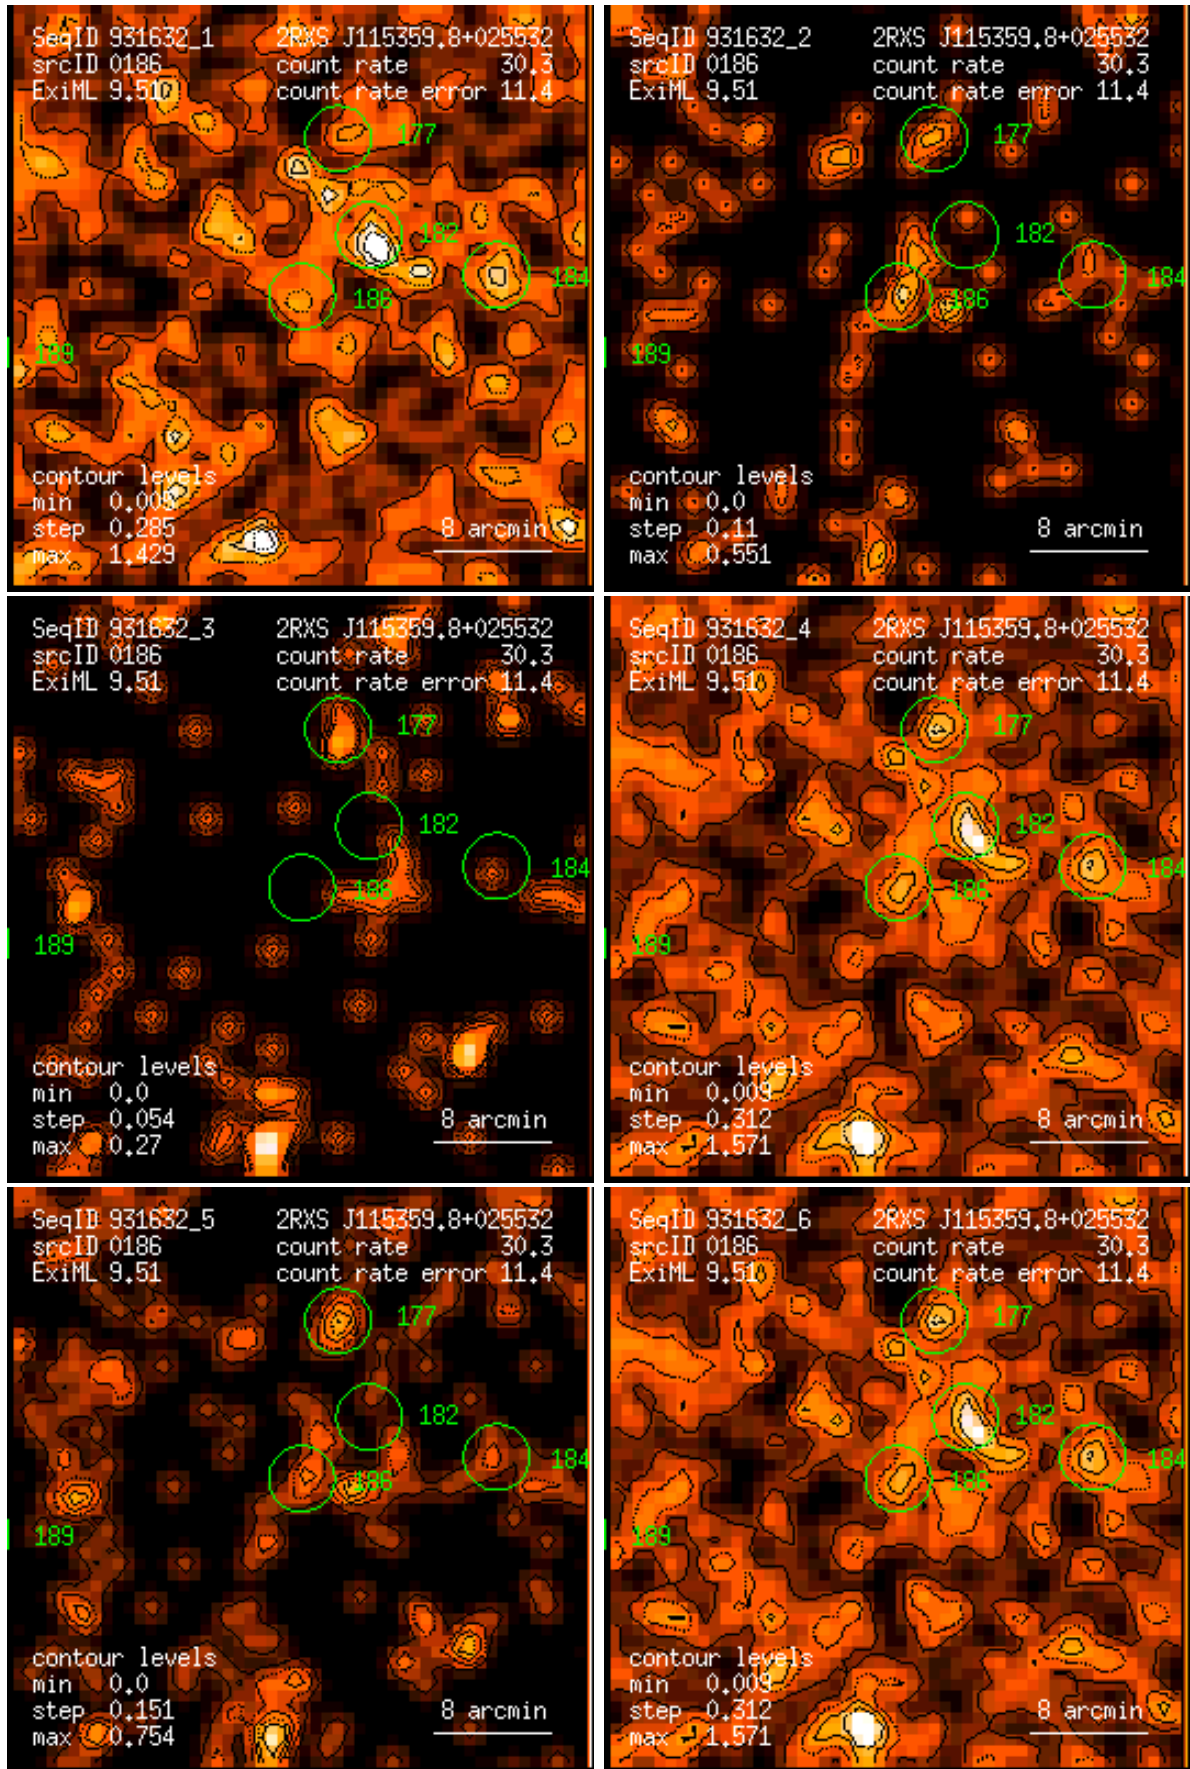 SeqID 931632_1 2RXS J115359.8+025532
srcID 0186 count rate 30.3
ExiML 9.51 count rate error 11.4
177
182
184
186
189
contour levels
min 0.005
step 0.285
max 1.429
8 arcmin
SeqID 931632_2 2RXS J115359.8+025532
srcID 0186 count rate 30.3
ExiML 9.51 count rate error 11.4
177
182
184
186
189
contour levels
min 0.0
step 0.11
max 0.551
8 arcmin
SeqID 931632_3 2RXS J115359.8+025532
srcID 0186 count rate 30.3
ExiML 9.51 count rate error 11.4
177
182
184
186
189
contour levels
min 0.0
step 0.054
max 0.27
8 arcmin
SeqID 931632_4 2RXS J115359.8+025532
srcID 0186 count rate 30.3
ExiML 9.51 count rate error 11.4
177
182
184
186
189
contour levels
min 0.009
step 0.312
max 1.571
8 arcmin
SeqID 931632_5 2RXS J115359.8+025532
srcID 0186 count rate 30.3
ExiML 9.51 count rate error 11.4
177
182
184
186
189
contour levels
min 0.0
step 0.151
max 0.754
8 arcmin
SeqID 931632_6 2RXS J115359.8+025532
srcID 0186 count rate 30.3
ExiML 9.51 count rate error 11.4
177
182
184
186
189
contour levels
min 0.009
step 0.312
max 1.571
8 arcmin